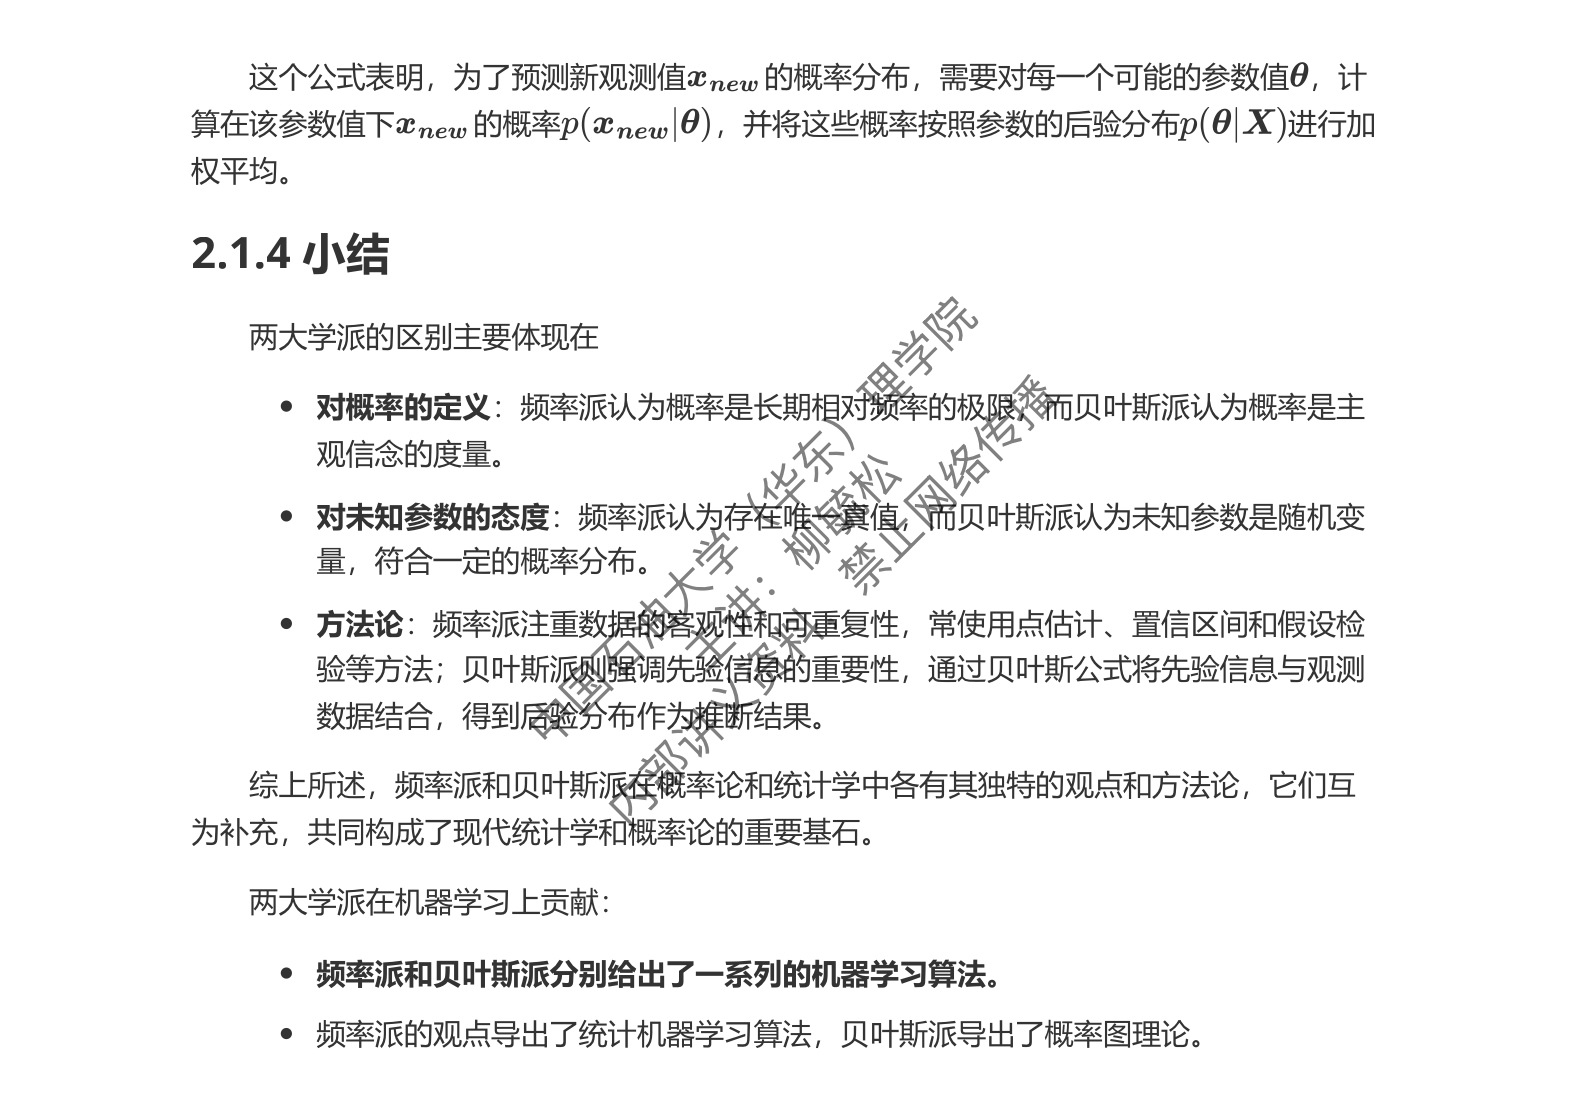 这个公式表明，为了预测新观测值x_new 的概率分布，需要对每一个可能的参数值θ，计
算在该参数值下x_new 的概率p(x_new|θ)，并将这些概率按照参数的后验分布p(θ|X)进行加
权平均。
2.1.4 小结
两大学派的区别主要体现在
• 对概率的定义：频率派认为概率是长期相对频率的极限，而贝叶斯派认为概率是主
观信念的度量。
• 对未知参数的态度：频率派认为存在唯一真值，而贝叶斯派认为未知参数是随机变
量，符合一定的概率分布。
• 方法论：频率派注重数据的客观性和可重复性，常使用点估计、置信区间和假设检
验等方法；贝叶斯派则强调先验信息的重要性，通过贝叶斯公式将先验信息与观测
数据结合，得到后验分布作为推断结果。
综上所述，频率派和贝叶斯派在概率论和统计学中各有其独特的观点和方法论，它们互
为补充，共同构成了现代统计学和概率论的重要基石。
两大学派在机器学习上贡献：
• 频率派和贝叶斯派分别给出了一系列的机器学习算法。
• 频率派的观点导出了统计机器学习算法，贝叶斯派导出了概率图理论。
中国石油大学（华东）理学院
主讲：柳毓松
内部讲义资料 禁止网络传播